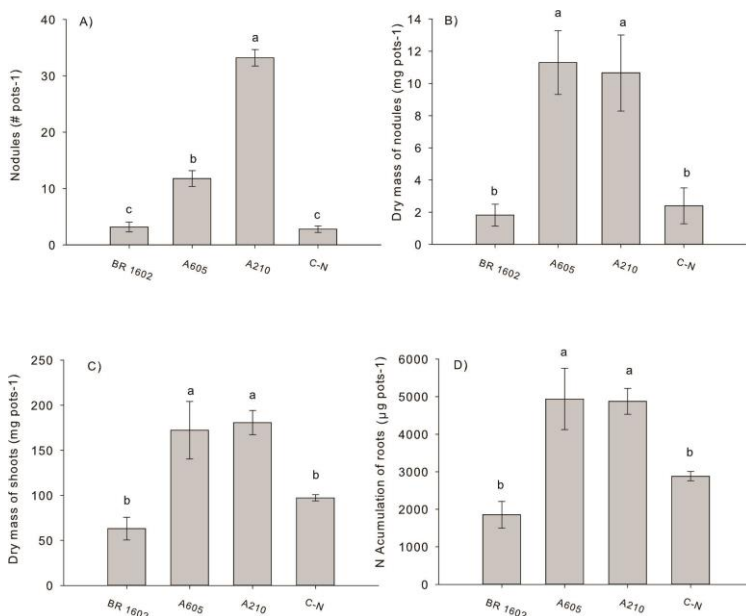 A)
a
b
c
c
Nodules (# pots-1)
40
30
20
10
0
BR 1602
A605
A210
C-N
B)
a
a
b
b
Dry mass of nodules (mg pots-1)
14
12
10
8
6
4
2
0
BR 1602
A605
A210
C-N
C)
a
a
b
b
Dry mass of shoots (mg pots-1)
250
200
150
100
50
0
BR 1602
A605
A210
C-N
D)
a
a
b
b
N Acumulation of roots (µg pots-1)
6000
5000
4000
3000
2000
1000
0
BR 1602
A605
A210
C-N